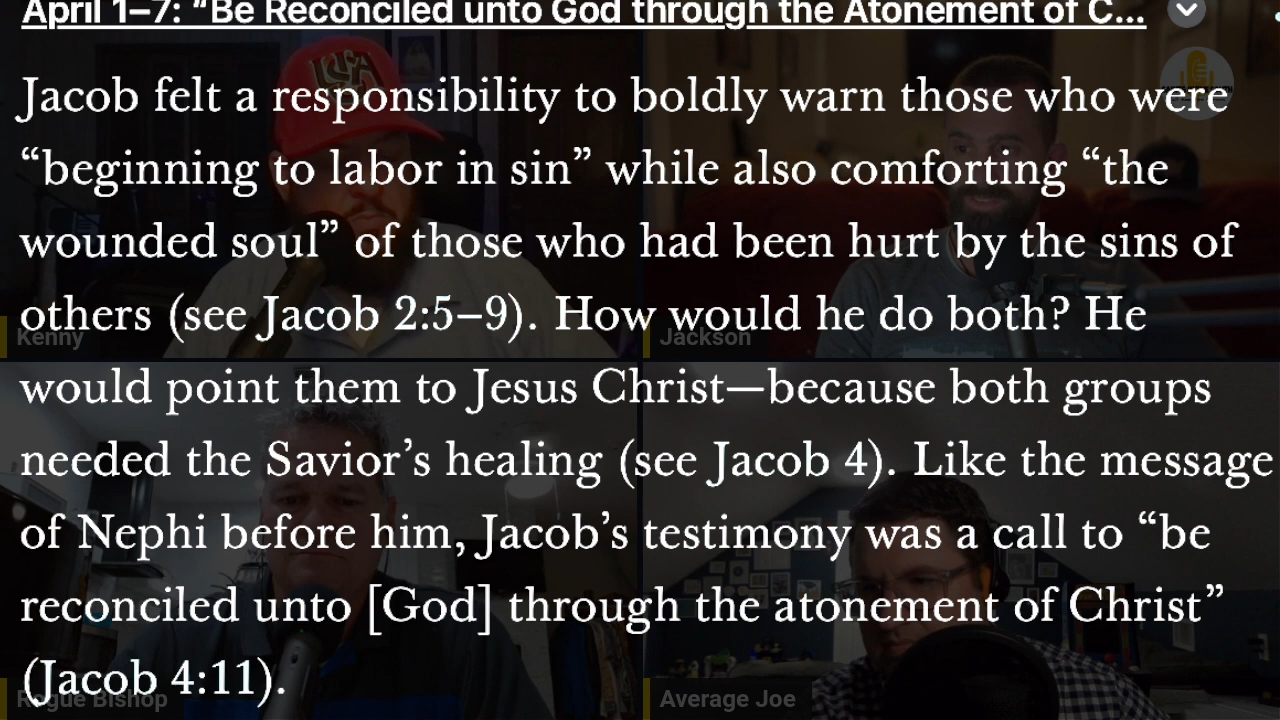 April 1–7: “Be Reconciled unto God through the Atonement of C...
Jacob felt a responsibility to boldly warn those who were
“beginning to labor in sin” while also comforting “the
wounded soul” of those who had been hurt by the sins of
others (see Jacob 2:5–9). How would he do both? He
Kenny
Jackson
would point them to Jesus Christ—because both groups
needed the Savior’s healing (see Jacob 4). Like the message
of Nephi before him, Jacob’s testimony was a call to “be
reconciled unto [God] through the atonement of Christ”
(Jacob 4:11).
Rogue Bishop
Average Joe